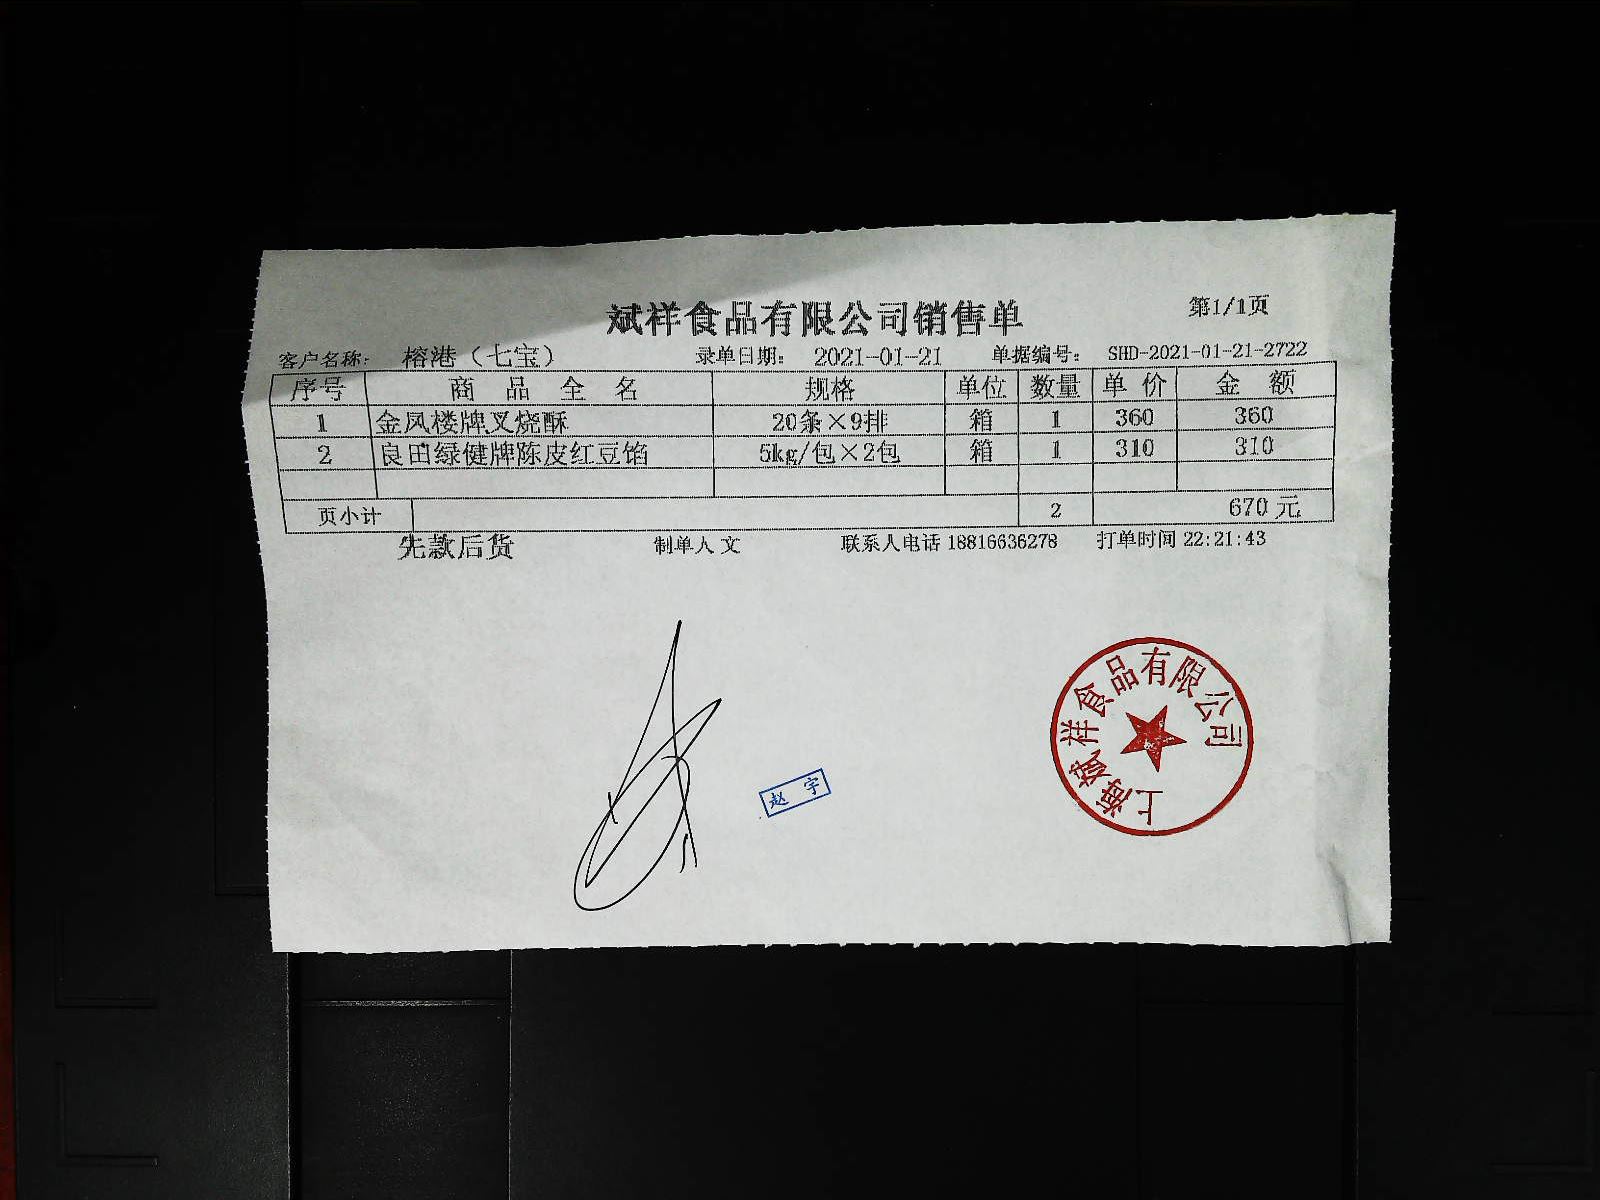 斌祥食品有限公司销售单
第1/1页
客户名称： 榕港（七宝） 录单日期： 2021-01-21 单据编号： SHD-2021-01-21-2722
序号 商品全名 规格 单位 数量 单价 金额
1 金凤楼牌叉烧酥 20条×9排 箱 1 360 360
2 良田绿健牌陈皮红豆馅 5kg/包×2包 箱 1 310 310
页小计 2 670 元
先款后货 制单人 文 联系人电话 18816636278 打单时间 22:21:43
赵宇
上海斌祥食品有限公司